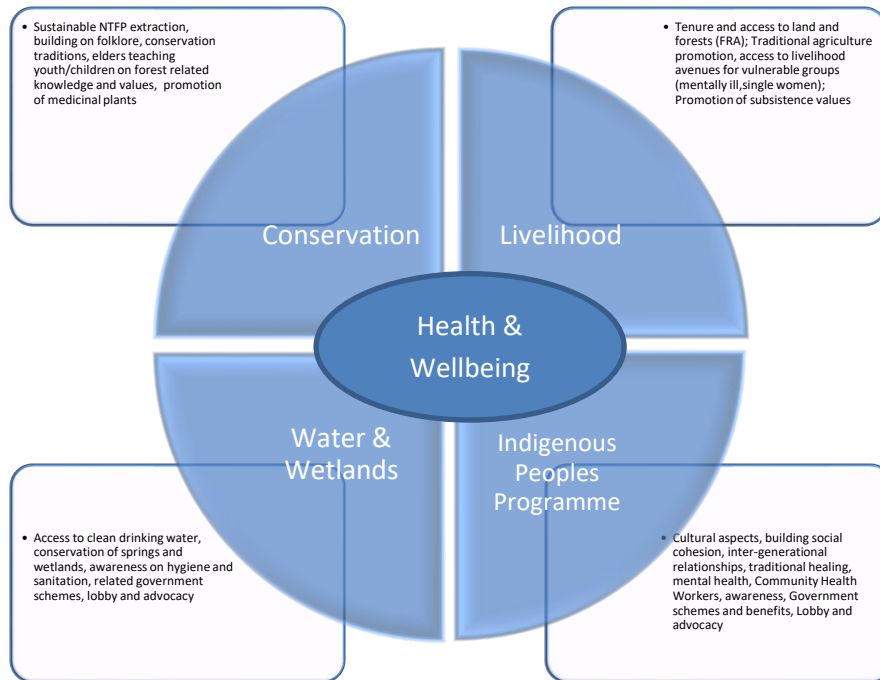 • Sustainable NTFP extraction,
building on folklore, conservation
traditions, elders teaching
youth/children on forest related
knowledge and values,  promotion
of medicinal plants
• Tenure and access to land and
forests (FRA); Traditional agriculture
promotion, access to livelihood
avenues for vulnerable groups
(mentally ill,single women);
Promotion of subsistence values
Conservation
Livelihood
Health &
Wellbeing
Water &
Wetlands
Indigenous
Peoples
Programme
• Access to clean drinking water,
conservation of springs and
wetlands, awareness on hygiene and
sanitation, related government
schemes, lobby and advocacy
• Cultural aspects, building social
cohesion, inter-generational
relationships, traditional healing,
mental health, Community Health
Workers, awareness, Government
schemes and benefits, Lobby and
advocacy